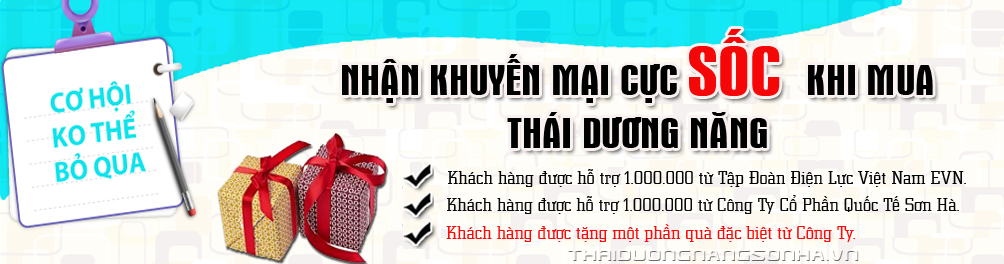 CƠ HỘI
KO THỂ
BỎ QUA
NHẬN KHUYẾN MẠI CỰC SỐC KHI MUA
THÁI DƯƠNG NĂNG
Khách hàng được hỗ trợ 1.000.000 từ Tập Đoàn Điện Lực Việt Nam EVN.
Khách hàng được hỗ trợ 1.000.000 từ Công Ty Cổ Phần Quốc Tế Sơn Hà.
Khách hàng được tặng một phần quà đặc biệt từ Công Ty.
THAIDUONGNANGSONHA.VN